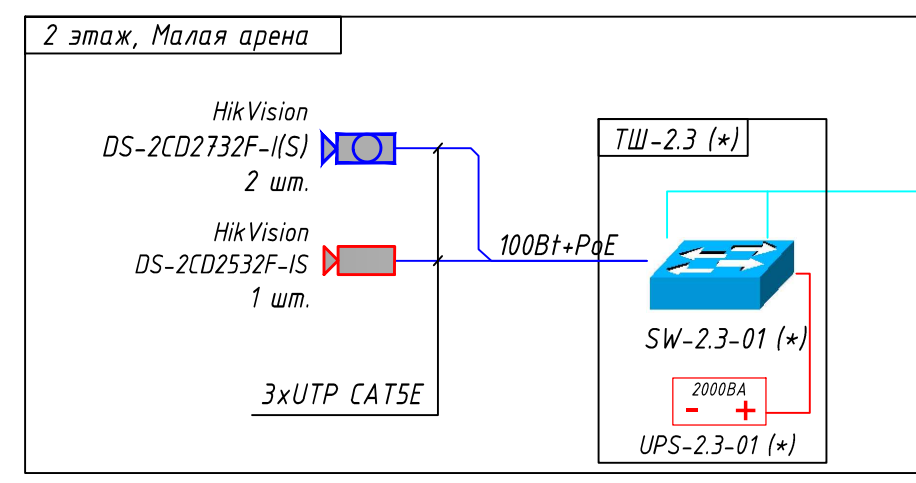 2 этаж, Малая арена
HikVision
DS-2CD2732F-I(S)
2 шт.
HikVision
DS-2CD2532F-IS
1 шт.
3xUTP CAT5E
100Bt+PoE
ТШ-2.3 (*)
SW-2.3-01 (*)
2000ВА
- +
UPS-2.3-01 (*)